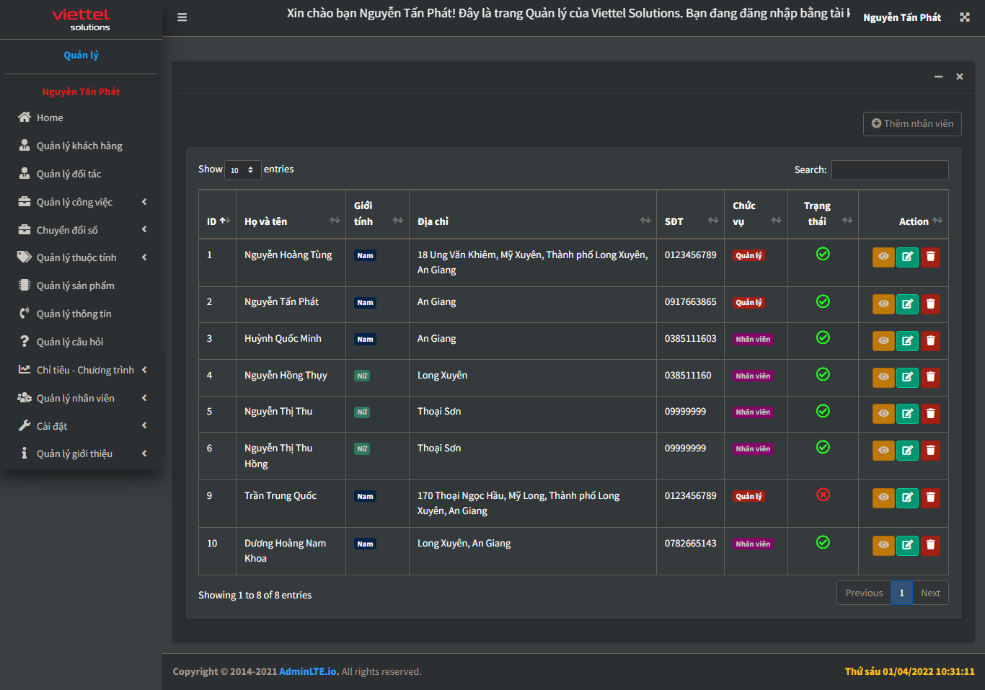 viettel
solutions
Xin chào bạn Nguyễn Tấn Phát! Đây là trang Quản lý của Viettel Solutions. Bạn đang đăng nhập bằng tài
Nguyễn Tấn Phát
Quản lý
Nguyễn Tấn Phát
Home
Quản lý khách hàng
Quản lý đối tác
Quản lý công việc
Chuyển đổi số
Quản lý thuộc tính
Quản lý sản phẩm
Quản lý thông tin
Quản lý câu hỏi
Chỉ tiêu - Chương trình
Quản lý nhân viên
Cài đặt
Quản lý giới thiệu
Thêm nhân viên
Show 10 entries
Search:
ID Họ và tên Giới tính Địa chỉ SĐT Chức vụ Trạng thái Action
1 Nguyễn Hoàng Tùng Nam 18 Ung Văn Khiêm, Mỹ Xuyên, Thành phố Long Xuyên, An Giang 0123456789 Quản lý
2 Nguyễn Tấn Phát Nam An Giang 0917663865 Quản lý
3 Huỳnh Quốc Minh Nam An Giang 0385111603 Nhân viên
4 Nguyễn Hồng Thụy Nữ Long Xuyên 038511160 Nhân viên
5 Nguyễn Thị Thu Nữ Thoại Sơn 09999999 Nhân viên
6 Nguyễn Thị Thu Hồng Nữ Thoại Sơn 09999999 Nhân viên
9 Trần Trung Quốc Nam 170 Thoại Ngọc Hầu, Mỹ Long, Thành phố Long Xuyên, An Giang 0123456789 Quản lý
10 Dương Hoàng Nam Khoa Nam Long Xuyên, An Giang 0782665143 Nhân viên
Showing 1 to 8 of 8 entries
Previous 1 Next
Copyright © 2014-2021 AdminLTE.io. All rights reserved.
Thứ sáu 01/04/2022 10:31:11